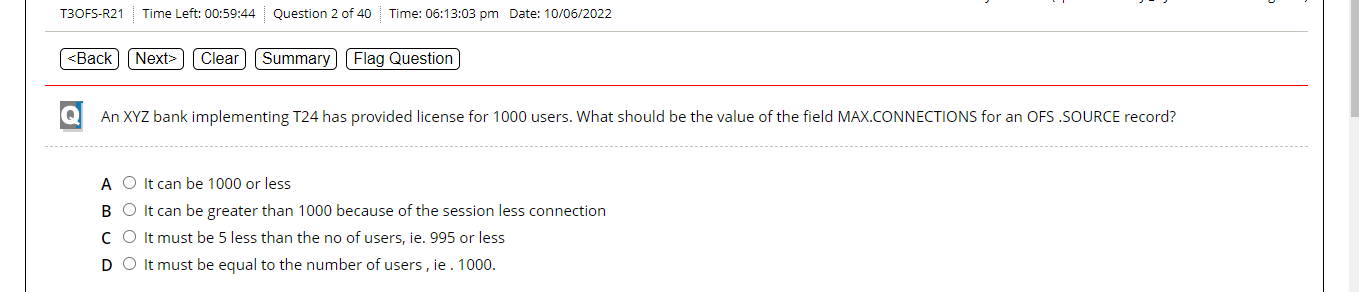 T3OFS-R21 Time Left: 00:59:44 Question 2 of 40 Time: 06:13:03 pm Date: 10/06/2022
<Back Next> Clear Summary Flag Question
Q An XYZ bank implementing T24 has provided license for 1000 users. What should be the value of the field MAX.CONNECTIONS for an OFS .SOURCE record?
A It can be 1000 or less
B It can be greater than 1000 because of the session less connection
C It must be 5 less than the no of users, ie. 995 or less
D It must be equal to the number of users , ie . 1000.